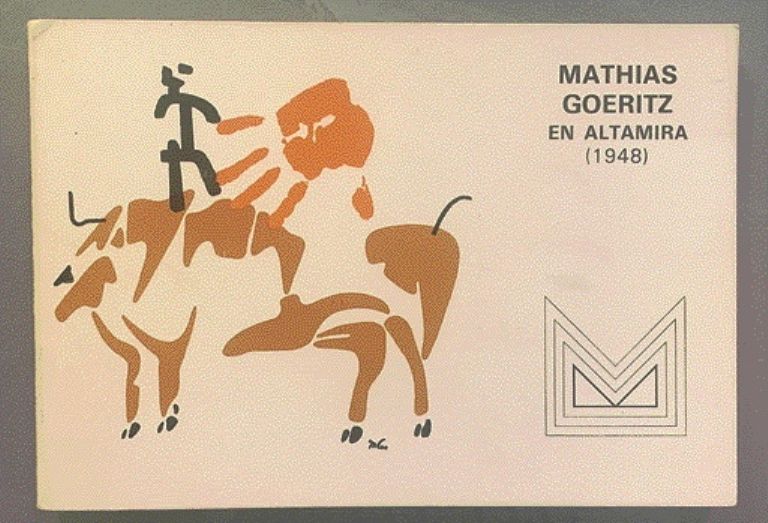 MATHIAS
GOERITZ
EN ALTAMIRA
(1948)